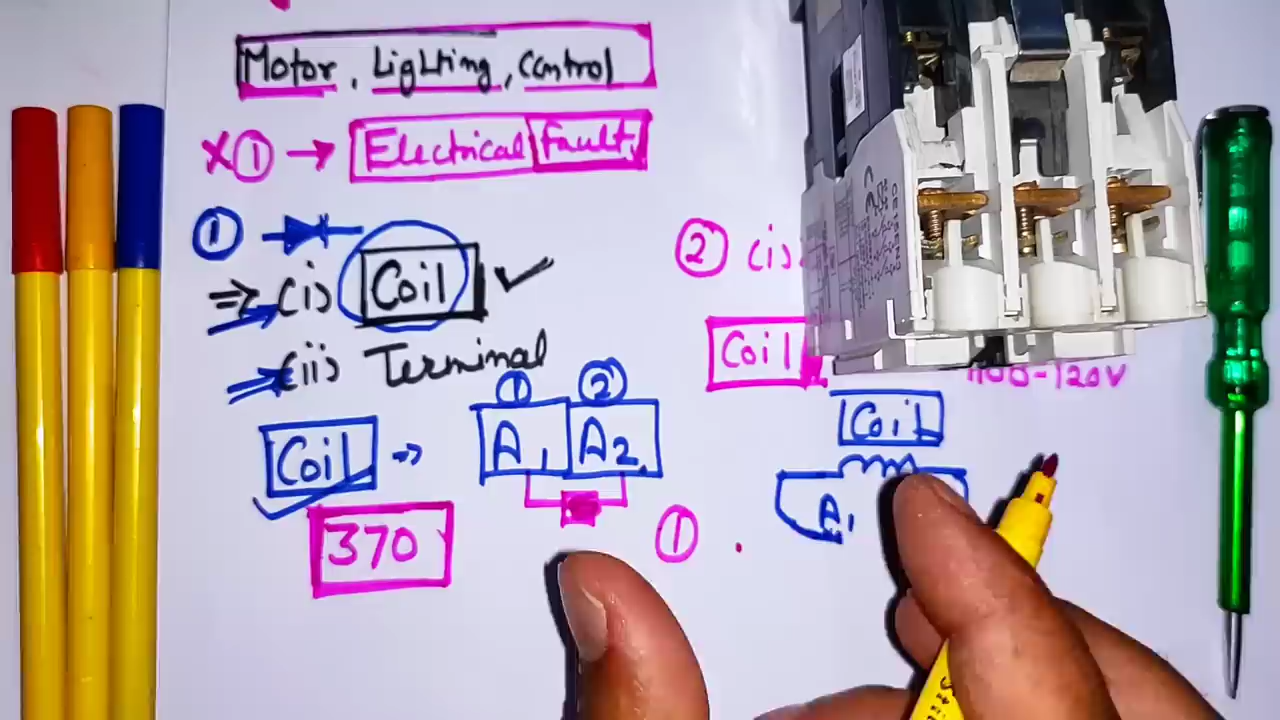 Motor, Lighting, Control
X① → Electrical Fault.
①
⇒ (i) Coil ✓
⇒ (ii) Terminal
② (i)
Coil
① ②
Coil → A1 A2
Coil
A1
370
①